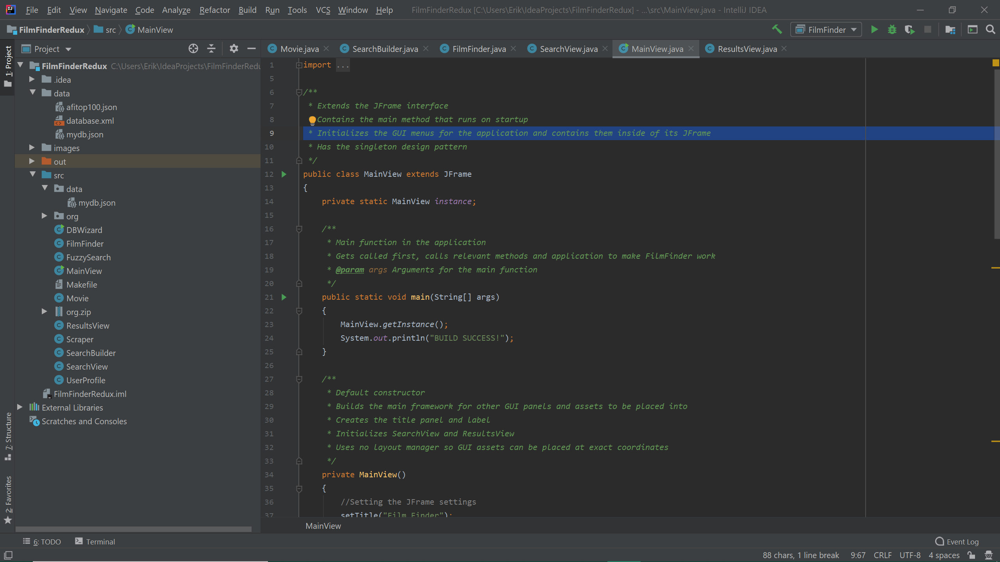 File Edit View Navigate Code Analyze Refactor Build Run Tools VCS Window Help FilmFinderRedux [C:\Users\Erik\IdeaProjects\FilmFinderRedux] - ...\src\MainView.java - IntelliJ IDEA
FilmFinderRedux src MainView FilmFinder
1: Project
7: Structure
2: Favorites
Project
FilmFinderRedux C:\Users\Erik\IdeaProjects\FilmFinderRedu
.idea
data
afitop100.json
database.xml
mydb.json
images
out
src
data
mydb.json
org
DBWizard
FilmFinder
FuzzySearch
MainView
Makefile
Movie
org.zip
ResultsView
Scraper
SearchBuilder
SearchView
UserProfile
FilmFinderRedux.iml
External Libraries
Scratches and Consoles
Movie.java SearchBuilder.java FilmFinder.java SearchView.java MainView.java ResultsView.java
1 import ...
5
6 /**
7 * Extends the JFrame interface
8 Contains the main method that runs on startup
9 * Initializes the GUI menus for the application and contains them inside of its JFrame
10 * Has the singleton design pattern
11 */
12 public class MainView extends JFrame
13 {
14 private static MainView instance;
15
16 /**
17 * Main function in the application
18 * Gets called first, calls relevant methods and application to make FilmFinder work
19 * @param args Arguments for the main function
20 */
21 public static void main(String[] args)
22 {
23 MainView.getInstance();
24 System.out.println("BUILD SUCCESS!");
25 }
26
27 /**
28 * Default constructor
29 * Builds the main framework for other GUI panels and assets to be placed into
30 * Creates the title panel and label
31 * Initializes SearchView and ResultsView
32 * Uses no layout manager so GUI assets can be placed at exact coordinates
33 */
34 private MainView()
35 {
36 //Setting the JFrame settings
37 setTitle("Film Finder");
MainView
6: TODO Terminal Event Log
88 chars, 1 line break 9:67 CRLF UTF-8 4 spaces